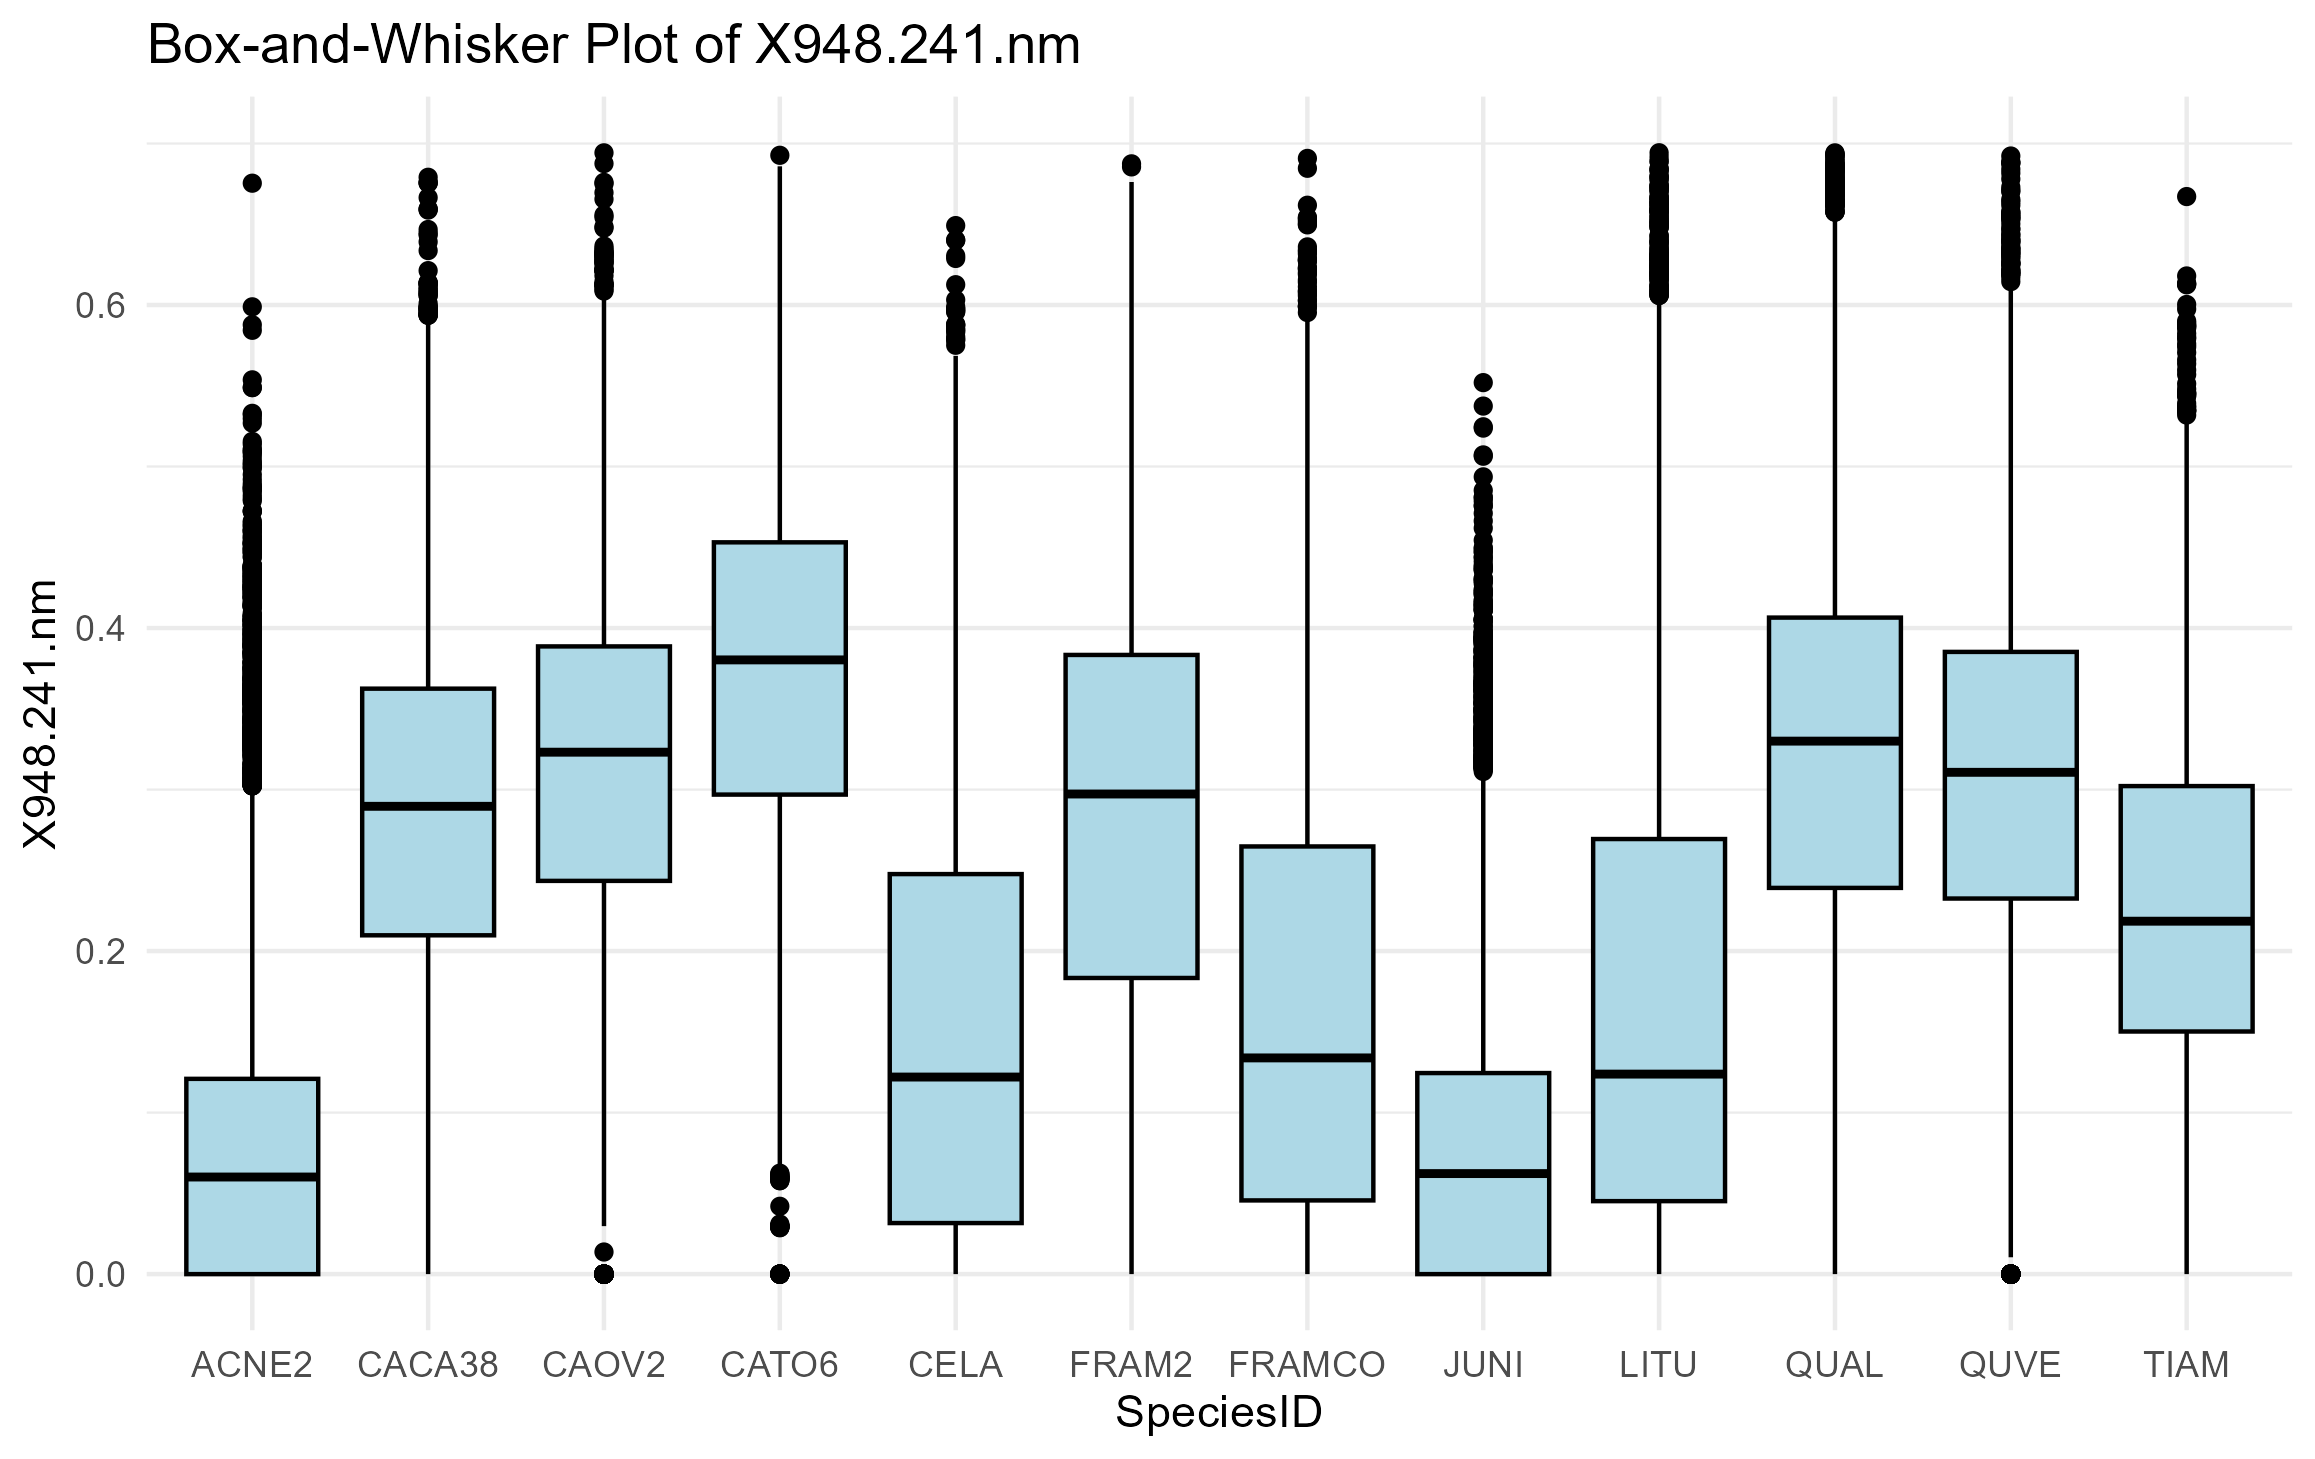 Box-and-Whisker Plot of X948.241.nm
X948.241.nm
0.6
0.4
0.2
0.0
ACNE2 CACA38 CAOV2 CATO6 CELA FRAM2 FRAMCO JUNI LITU QUAL QUVE TIAM
SpeciesID